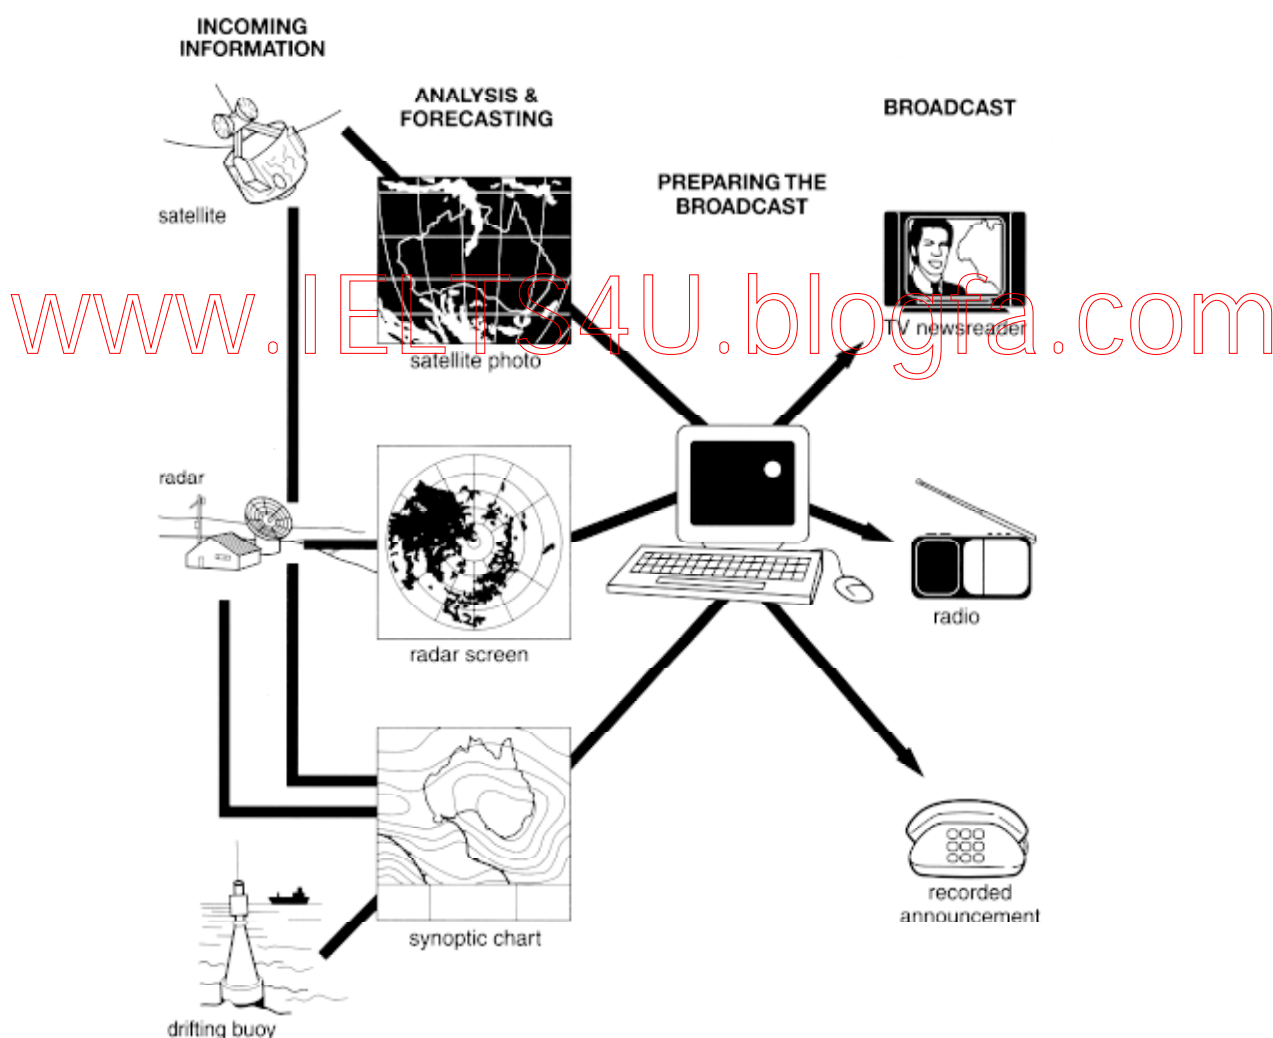 INCOMING
INFORMATION
ANALYSIS &
FORECASTING
BROADCAST
PREPARING THE
BROADCAST
satellite
www.IELTS4U.blogfa.com
TV newsreader
satellite photo
radar
radio
radar screen
recorded
announcement
synoptic chart
drifting buoy